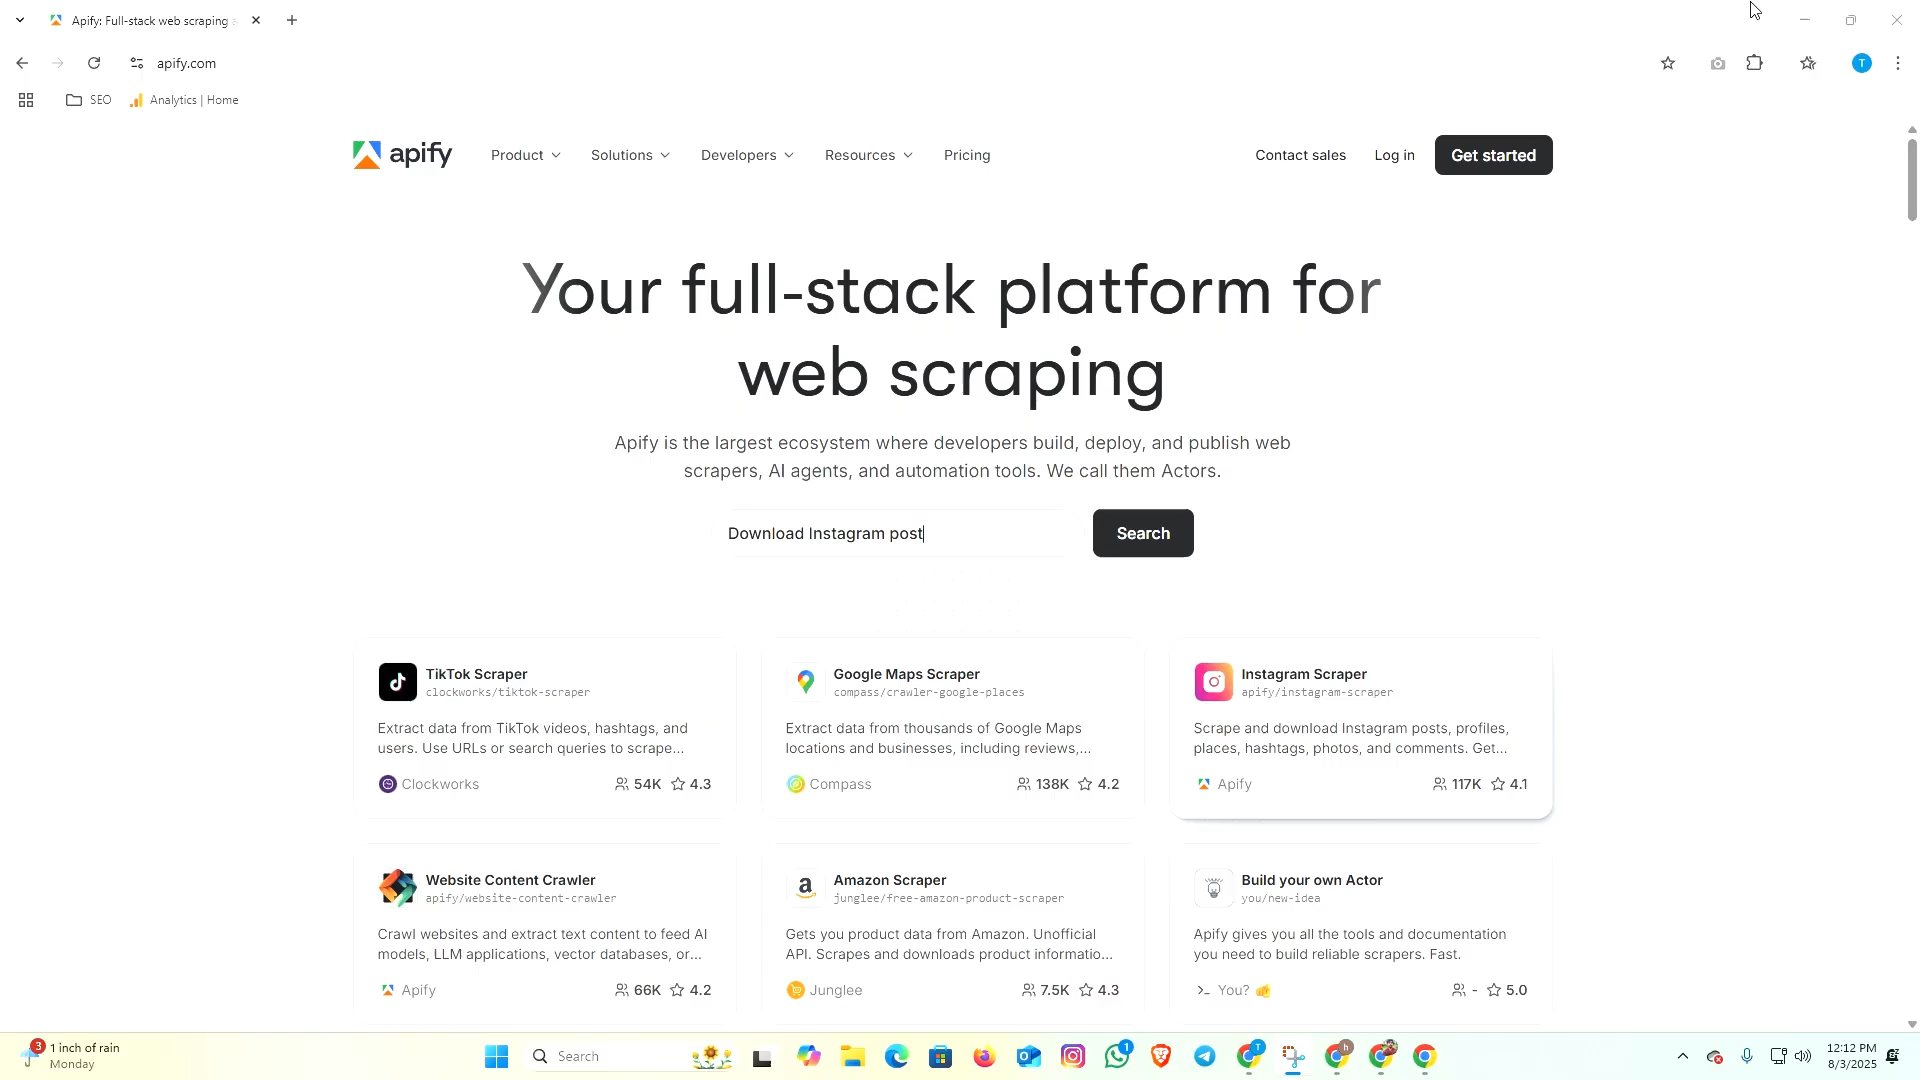 Apify: Full-stack web scraping
apify.com
SEO
Analytics | Home
apify
Product
Solutions
Developers
Resources
Pricing
Contact sales
Log in
Get started
Your full-stack platform for
web scraping
Apify is the largest ecosystem where developers build, deploy, and publish web
scrapers, AI agents, and automation tools. We call them Actors.
Download Instagram post
Search
TikTok Scraper
clockworks/tiktok-scraper
Extract data from TikTok videos, hashtags, and
users. Use URLs or search queries to scrape...
Clockworks 54K 4.3
Google Maps Scraper
compass/crawler-google-places
Extract data from thousands of Google Maps
locations and businesses, including reviews,...
Compass 138K 4.2
Instagram Scraper
apify/instagram-scraper
Scrape and download Instagram posts, profiles,
places, hashtags, photos, and comments. Get...
Apify 117K 4.1
Website Content Crawler
apify/website-content-crawler
Crawl websites and extract text content to feed AI
models, LLM applications, vector databases, or...
Apify 66K 4.2
Amazon Scraper
junglee/free-amazon-product-scraper
Gets you product data from Amazon. Unofficial
API. Scrapes and downloads product informatio...
Junglee 7.5K 4.3
Build your own Actor
you/new-idea
Apify gives you all the tools and documentation
you need to build reliable scrapers. Fast.
You? - 5.0
3
1 inch of rain
Monday
Search
1
T
h
12:12 PM
8/3/2025
T